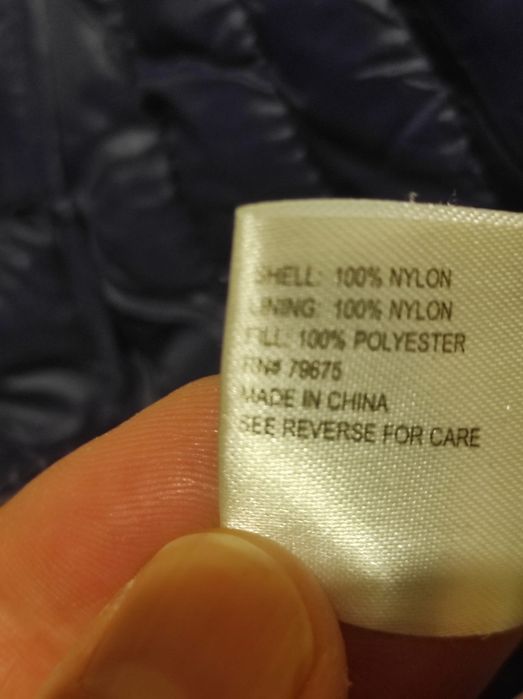 SHELL: 100% NYLON
LINING: 100% NYLON
FILL: 100% POLYESTER
RN# 79675
MADE IN CHINA
SEE REVERSE FOR CARE